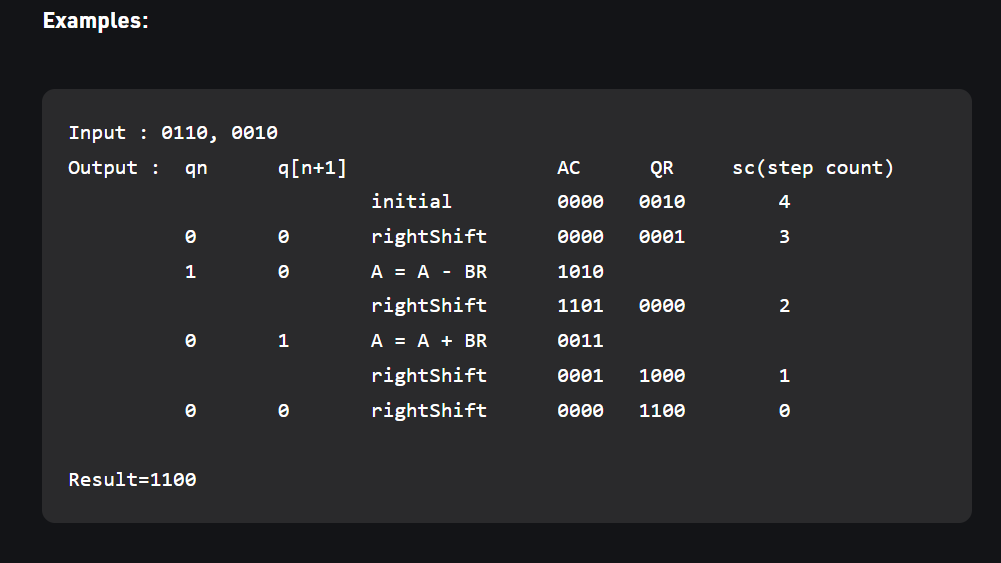 Examples:
Input : 0110, 0010
Output :  qn      q[n+1]                  AC      QR     sc(step count)
                          initial         0000   0010        4
          0       0       rightShift      0000   0001        3
          1       0       A = A - BR      1010
                          rightShift      1101   0000        2
          0       1       A = A + BR      0011
                          rightShift      0001   1000        1
          0       0       rightShift      0000   1100        0
Result=1100